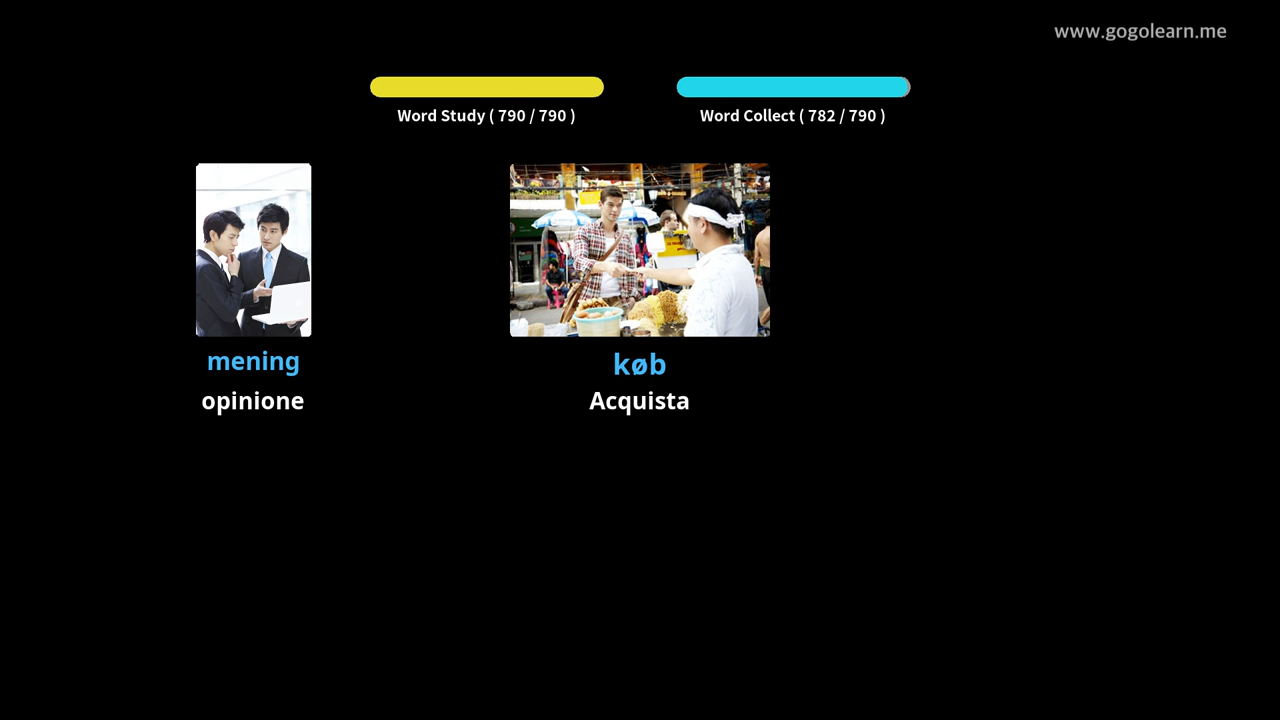 www.gogolearn.me
Word Study ( 790 / 790 )
Word Collect ( 782 / 790 )
mening
opinione
køb
Acquista